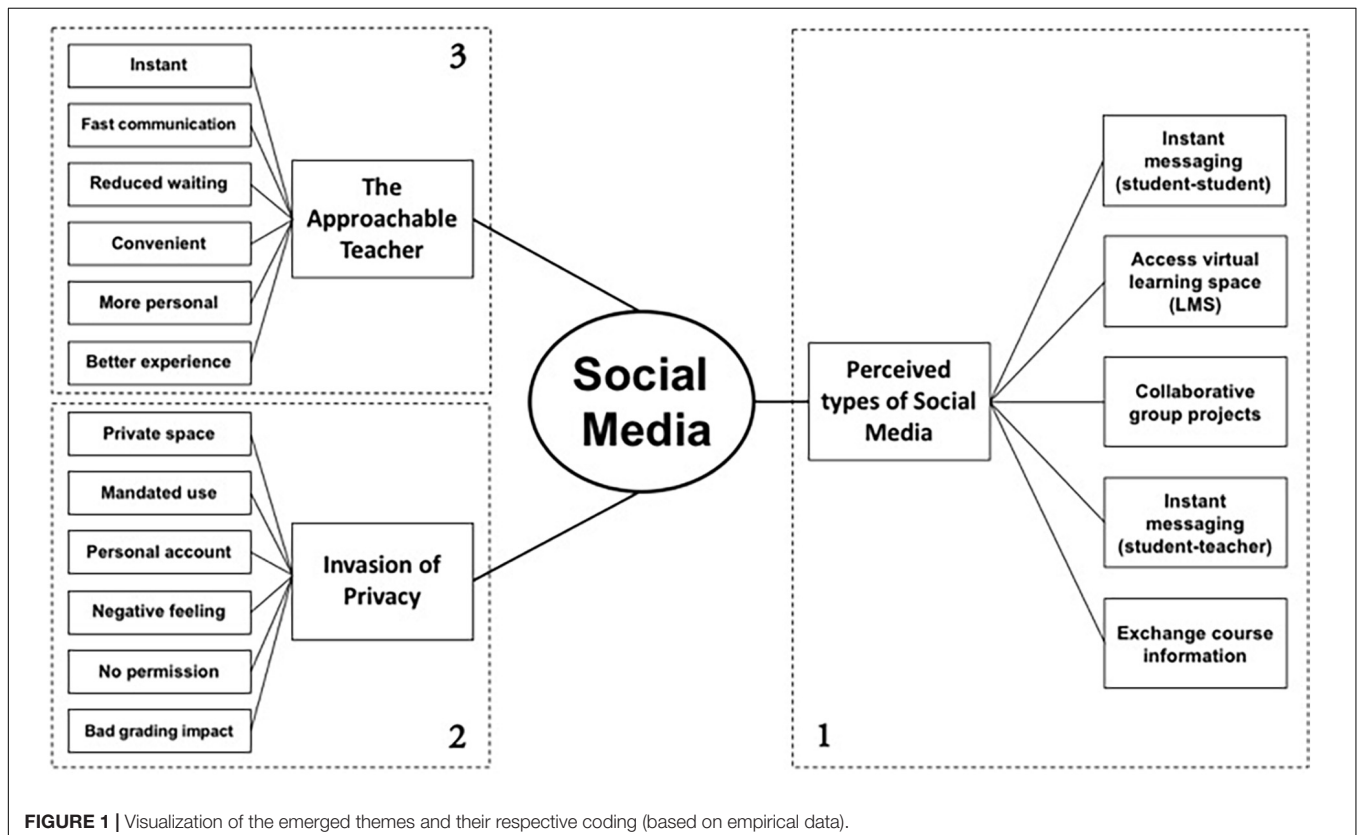 3
Instant
Fast communication
Reduced waiting
Convenient
More personal
Better experience
The
Approachable
Teacher
Private space
Mandated use
Personal account
Negative feeling
No permission
Bad grading impact
Invasion of
Privacy
2
Social
Media
Perceived
types of Social
Media
Instant
messaging
(student-student)
Access virtual
learning space
(LMS)
Collaborative
group projects
Instant
messaging
(student-teacher)
Exchange course
information
1
FIGURE 1 | Visualization of the emerged themes and their respective coding (based on empirical data).